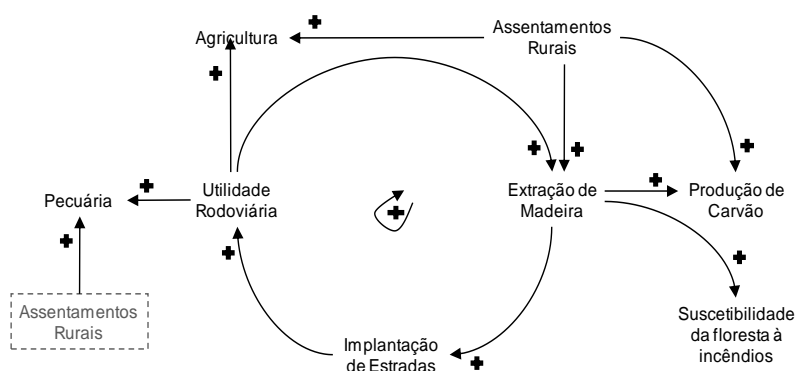 Assentamentos
Rurais
Agricultura
Pecuária
Utilidade
Rodoviária
Extração de
Madeira
Produção de
Carvão
Assentamentos
Rurais
Suscetibilidade
da floresta à
incêndios
Implantação
de Estradas